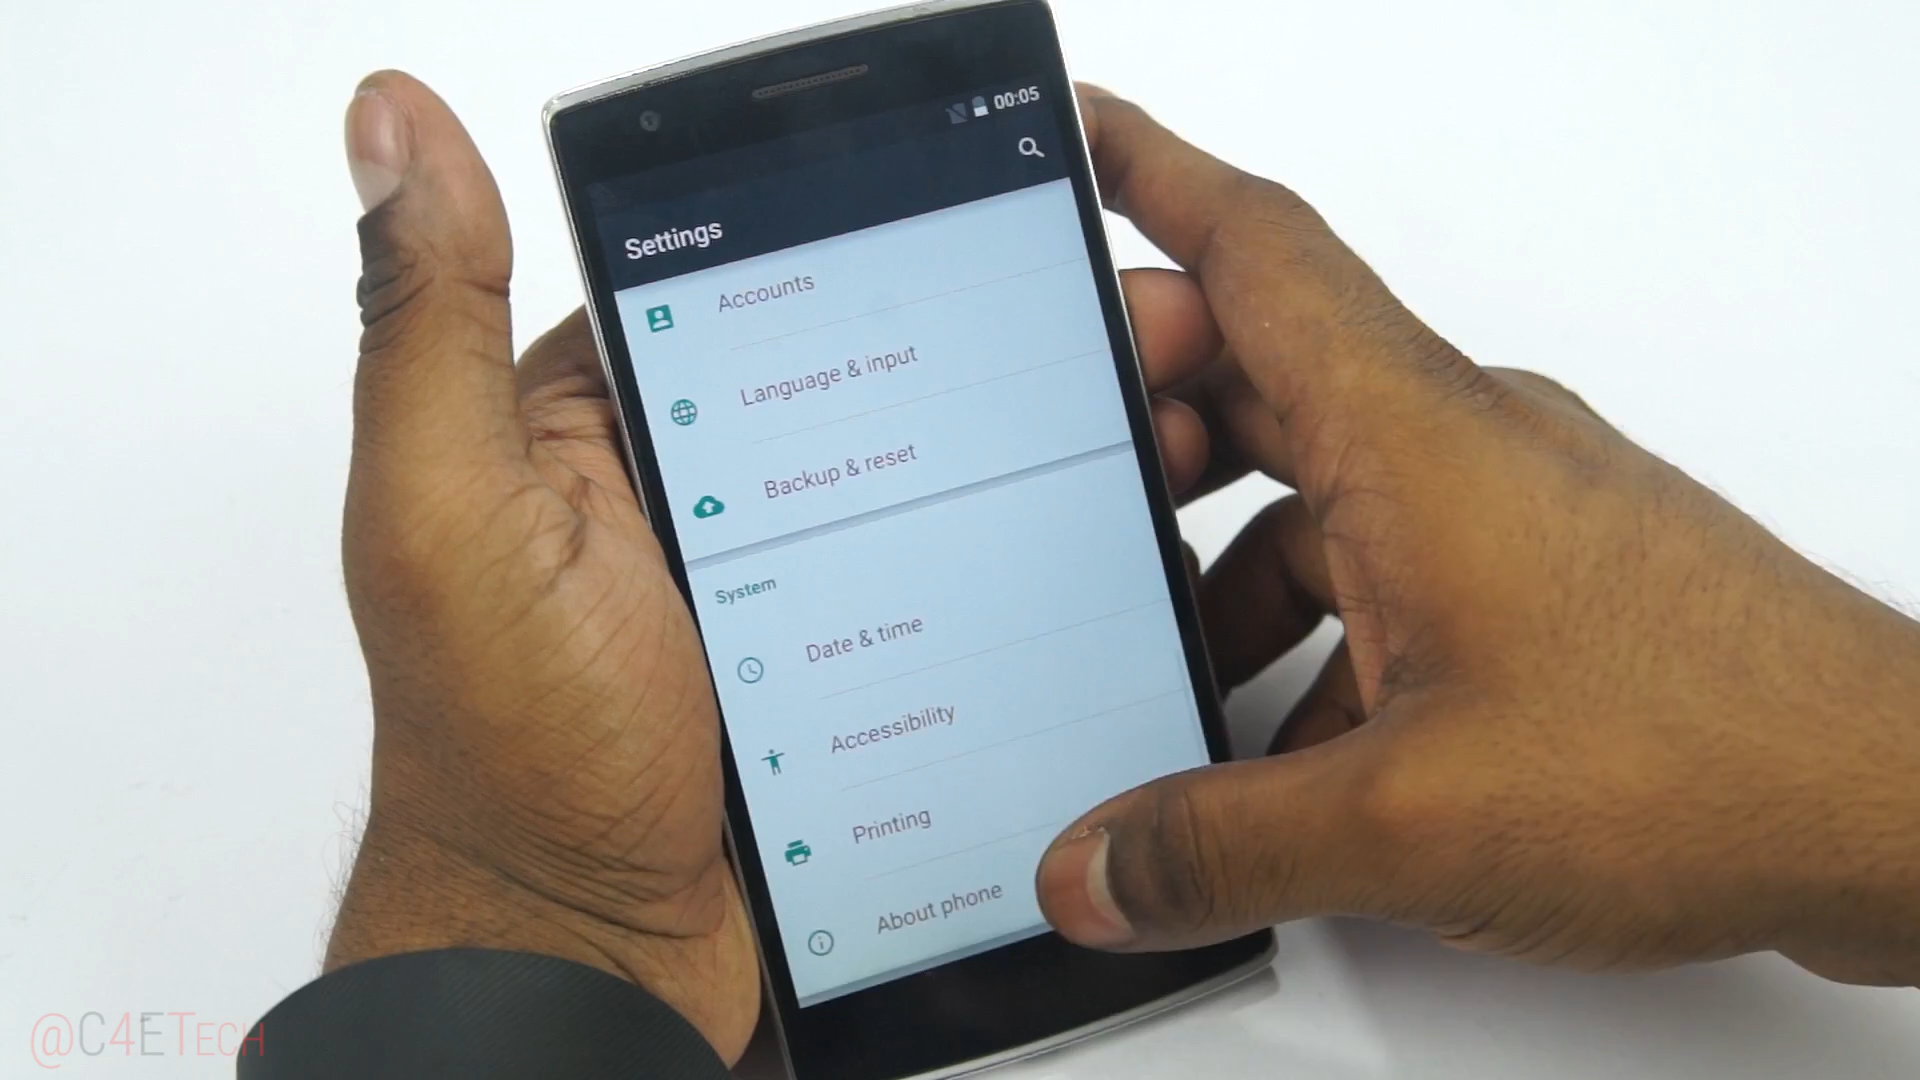 00:05
Settings
Accounts
Language & input
Backup & reset
System
Date & time
Accessibility
Printing
About phone
@C4ETECH